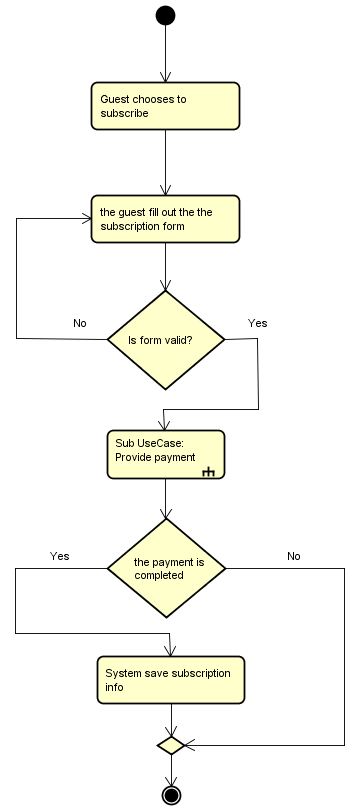 Guest chooses to
subscribe
the guest fill out the the
subscription form
Is form valid?
No
Yes
Sub UseCase:
Provide payment
the payment is
completed
Yes
No
System save subscription
info